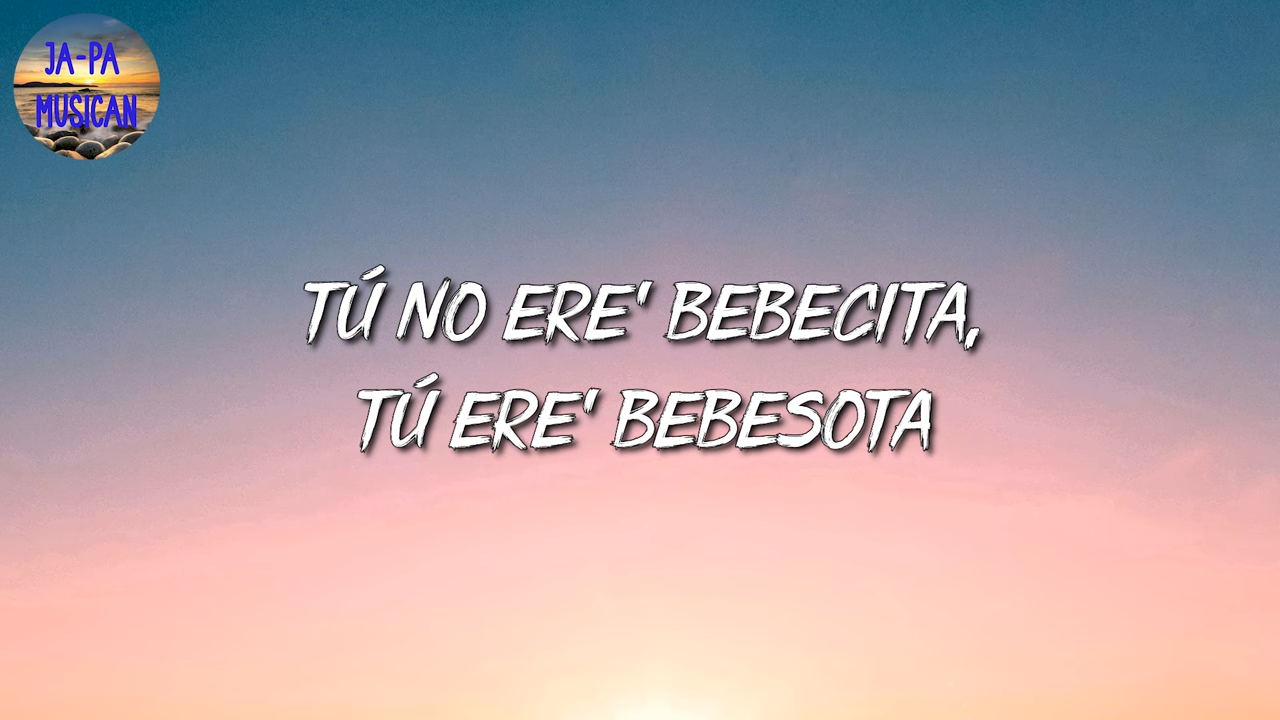 JA-PA
MUSICAN
TÚ NO ERE' BEBECITA,
TÚ ERE' BEBESOTA